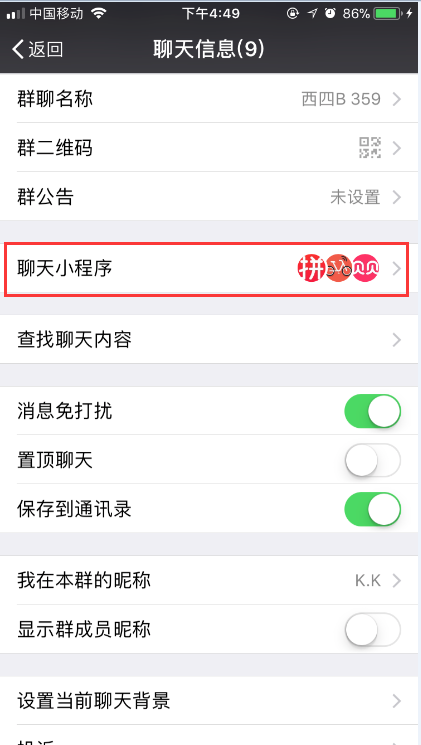 中国移动 下午4:49 86%
返回 聊天信息(9)
群聊名称 西四B 359
群二维码
群公告 未设置
聊天小程序 拼
查找聊天内容
消息免打扰
置顶聊天
保存到通讯录
我在本群的昵称 K.K
显示群成员昵称
设置当前聊天背景
投诉